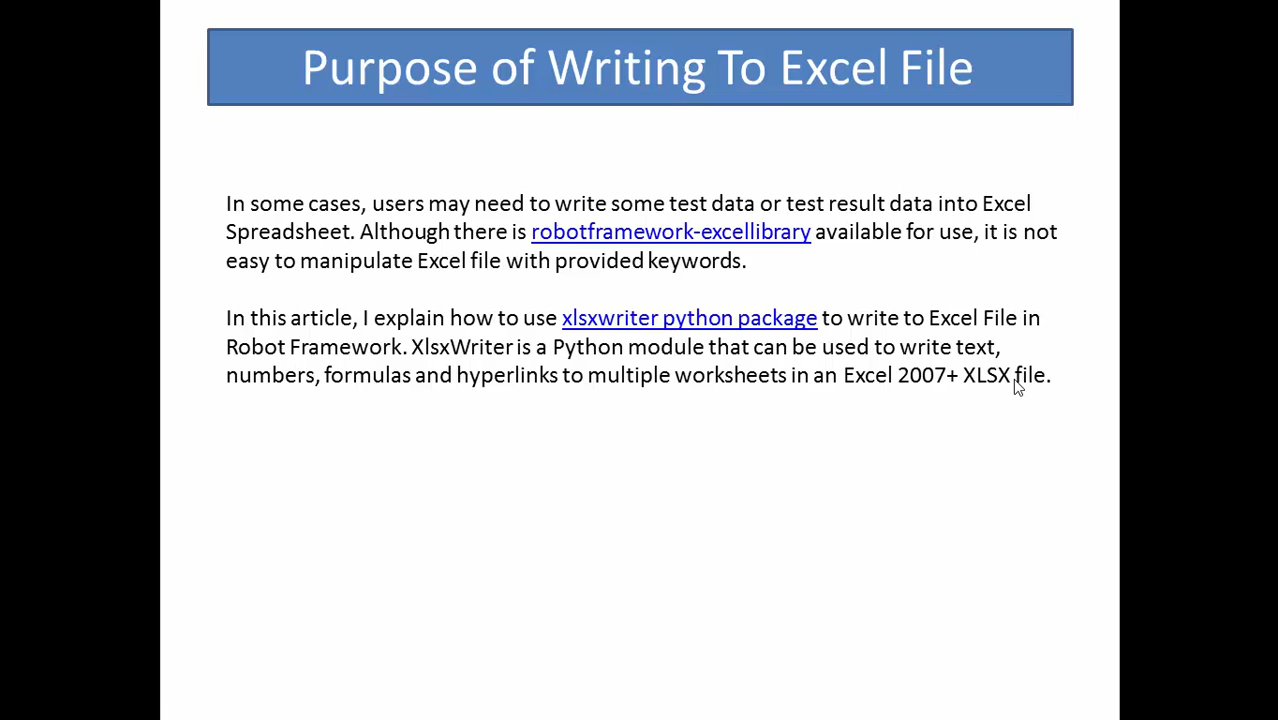 Purpose of Writing To Excel File
In some cases, users may need to write some test data or test result data into Excel
Spreadsheet. Although there is robotframework-excellibrary available for use, it is not
easy to manipulate Excel file with provided keywords.
In this article, I explain how to use xlsxwriter python package to write to Excel File in
Robot Framework. XlsxWriter is a Python module that can be used to write text,
numbers, formulas and hyperlinks to multiple worksheets in an Excel 2007+ XLSX file.